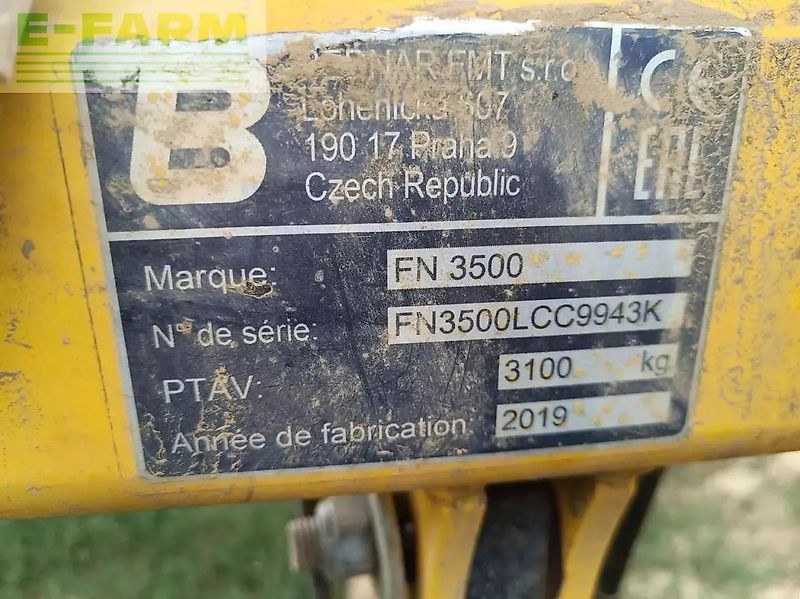 E-FARM
B
FMT s.r.o
190 17 Praha 9
Czech Republic
CE
EAC
Marque: FN 3500
N° de série: FN3500LCC9943K
PTAV: 3100 kg
Année de fabrication 2019